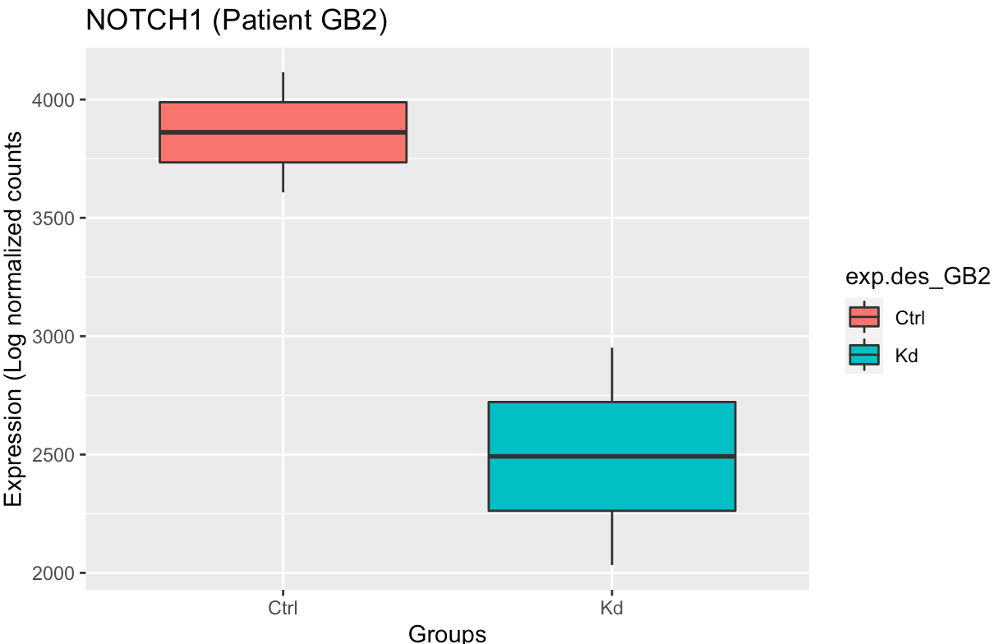 NOTCH1 (Patient GB2)
Expression (Log normalized counts
4000
3500
3000
2500
2000
Ctrl
Kd
Groups
exp.des_GB2
Ctrl
Kd